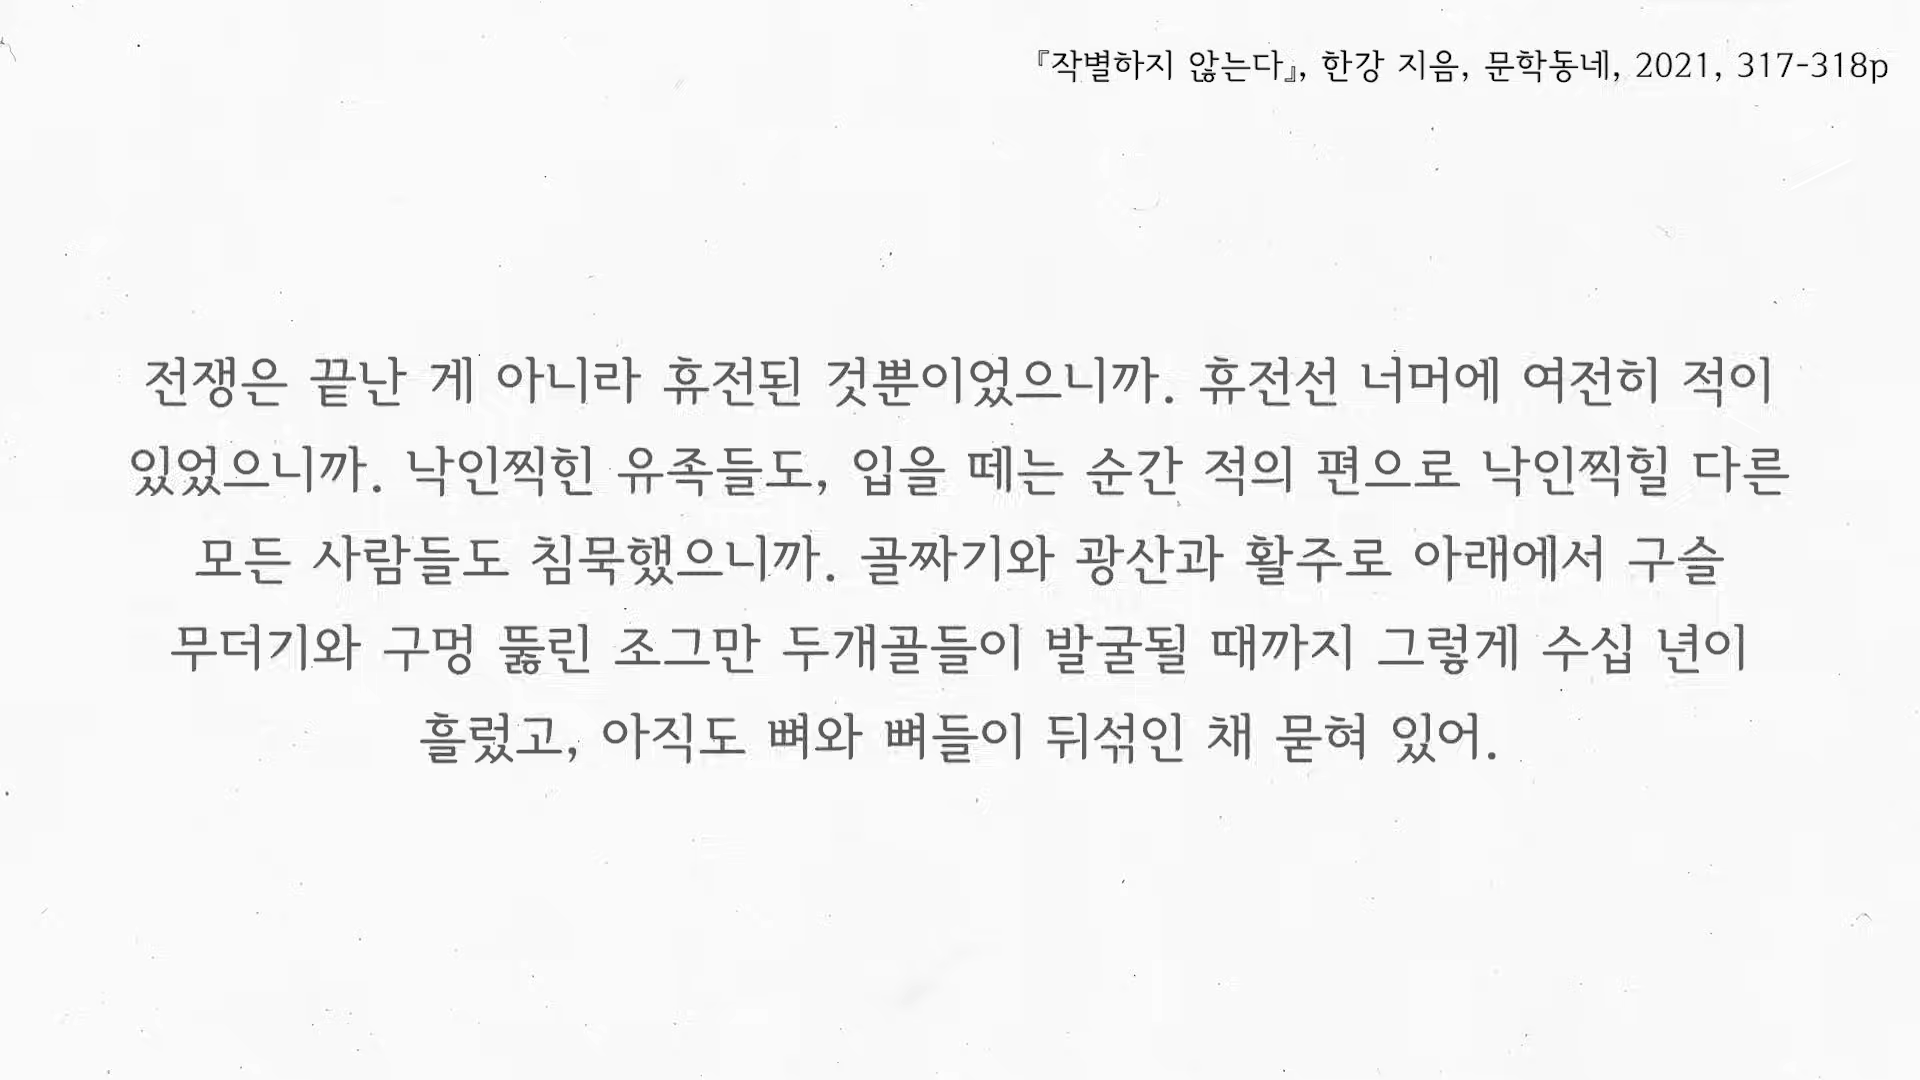 『작별하지 않는다』, 한강 지음, 문학동네, 2021, 317-318p
전쟁은 끝난 게 아니라 휴전된 것뿐이었으니까. 휴전선 너머에 여전히 적이
있었으니까. 낙인찍힌 유족들도, 입을 떼는 순간 적의 편으로 낙인찍힐 다른
모든 사람들도 침묵했으니까. 골짜기와 광산과 활주로 아래에서 구슬
무더기와 구멍 뚫린 조그만 두개골들이 발굴될 때까지 그렇게 수십 년이
흘렀고, 아직도 뼈와 뼈들이 뒤섞인 채 묻혀 있어.